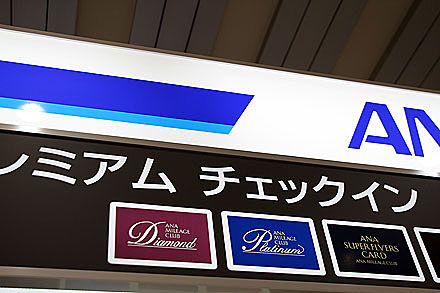 AN
レミアム チェックイン
ANA
MILEAGE
CLUB
Diamond
ANA
MILEAGE
CLUB
Platinum
ANA
SUPER FLYERS
CARD
ANA MILEAGE CLUB